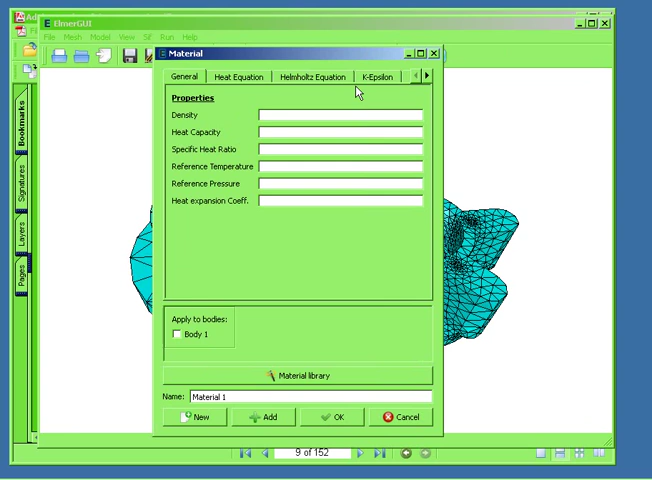 Ad
ElmerGUI
File Mesh Model View Sif Run Help
Material
General Heat Equation Helmholtz Equation K-Epsilon
Properties
Density
Heat Capacity
Specific Heat Ratio
Reference Temperature
Reference Pressure
Heat expansion Coeff.
Bookmarks
Signatures
Layers
Pages
Apply to bodies:
Body 1
Material library
Name: Material 1
New Add OK Cancel
9 of 152